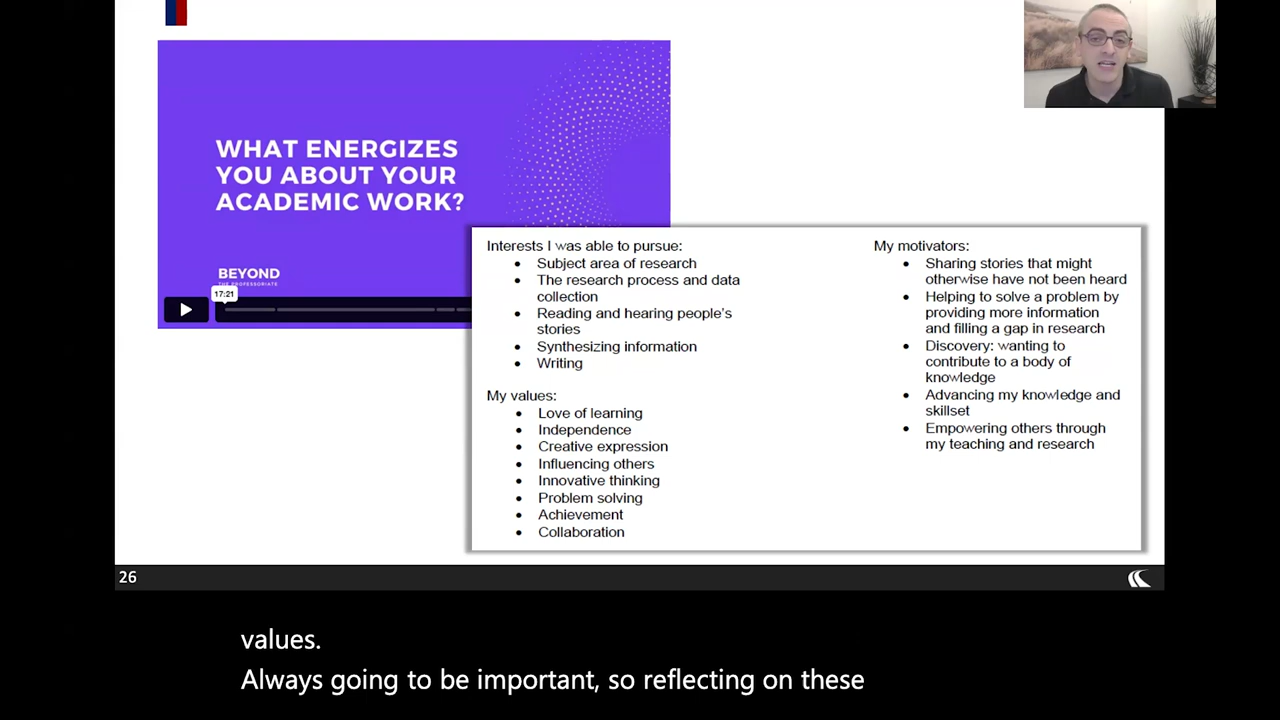 WHAT ENERGIZES
YOU ABOUT YOUR
ACADEMIC WORK?
BEYOND
THE PROFESSORIATE
17:21
Interests I was able to pursue:
• Subject area of research
• The research process and data
collection
• Reading and hearing people's
stories
• Synthesizing information
• Writing
My values:
• Love of learning
• Independence
• Creative expression
• Influencing others
• Innovative thinking
• Problem solving
• Achievement
• Collaboration
My motivators:
• Sharing stories that might
otherwise have not been heard
• Helping to solve a problem by
providing more information
and filling a gap in research
• Discovery: wanting to
contribute to a body of
knowledge
• Advancing my knowledge and
skillset
• Empowering others through
my teaching and research
26
values.
Always going to be important, so reflecting on these